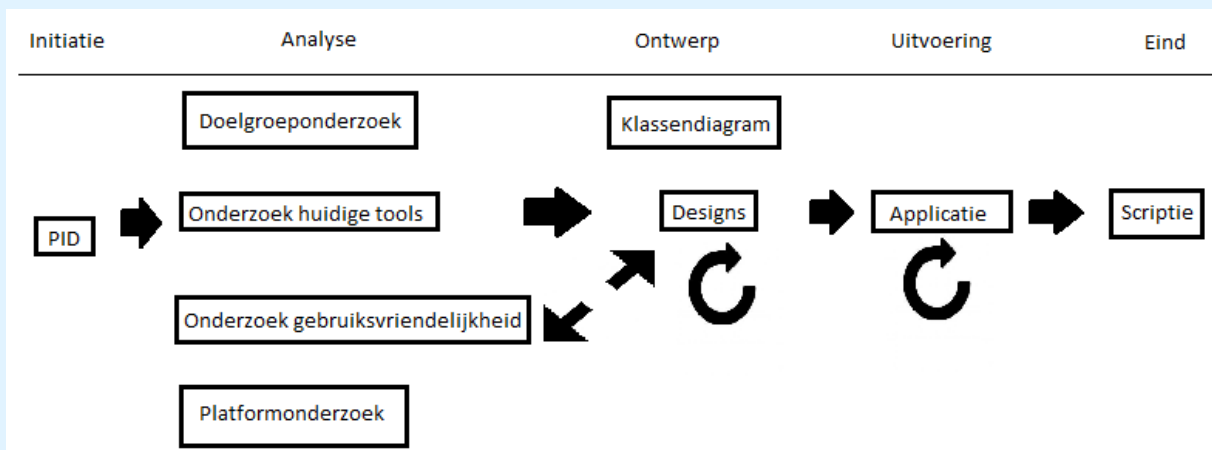 Initiatie
Analyse
Ontwerp
Uitvoering
Eind
Doelgroeponderzoek
Klassendiagram
Onderzoek huidige tools
Designs
Applicatie
Scriptie
PID
Onderzoek gebruiksvriendelijkheid
Platformonderzoek